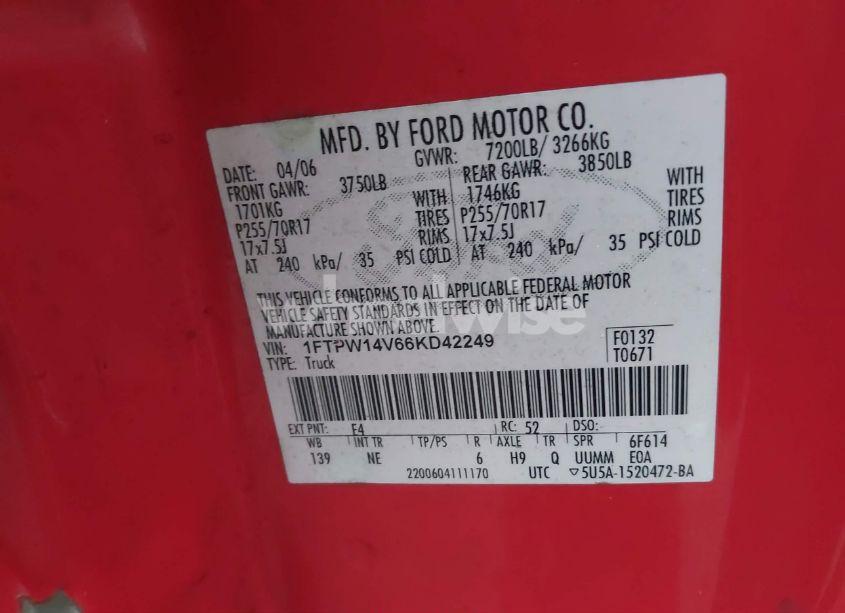 MFD. BY FORD MOTOR CO.
DATE: 04/06 GVWR: 7200LB/ 3266KG
FRONT GAWR: 3750LB REAR GAWR: 3850LB
1701KG WITH 1746KG WITH
P255/70R17 TIRES P255/70R17 TIRES
17x7.5J RIMS 17x7.5J RIMS
AT 240 kPa/ 35 PSI COLD AT 240 kPa/ 35 PSI COLD
THIS VEHICLE CONFORMS TO ALL APPLICABLE FEDERAL MOTOR
VEHICLE SAFETY STANDARDS IN EFFECT ON THE DATE OF
MANUFACTURE SHOWN ABOVE.
VIN: 1FTPW14V66KD42249 F0132
TYPE: Truck T0671
EXT PNT: E4 RC: 52 DSO:
WB INT TR TP/PS R AXLE TR SPR 6F614
139 NE 6 H9 Q UUMM E0A
2200604111170 UTC ▽5U5A-1520472-BA